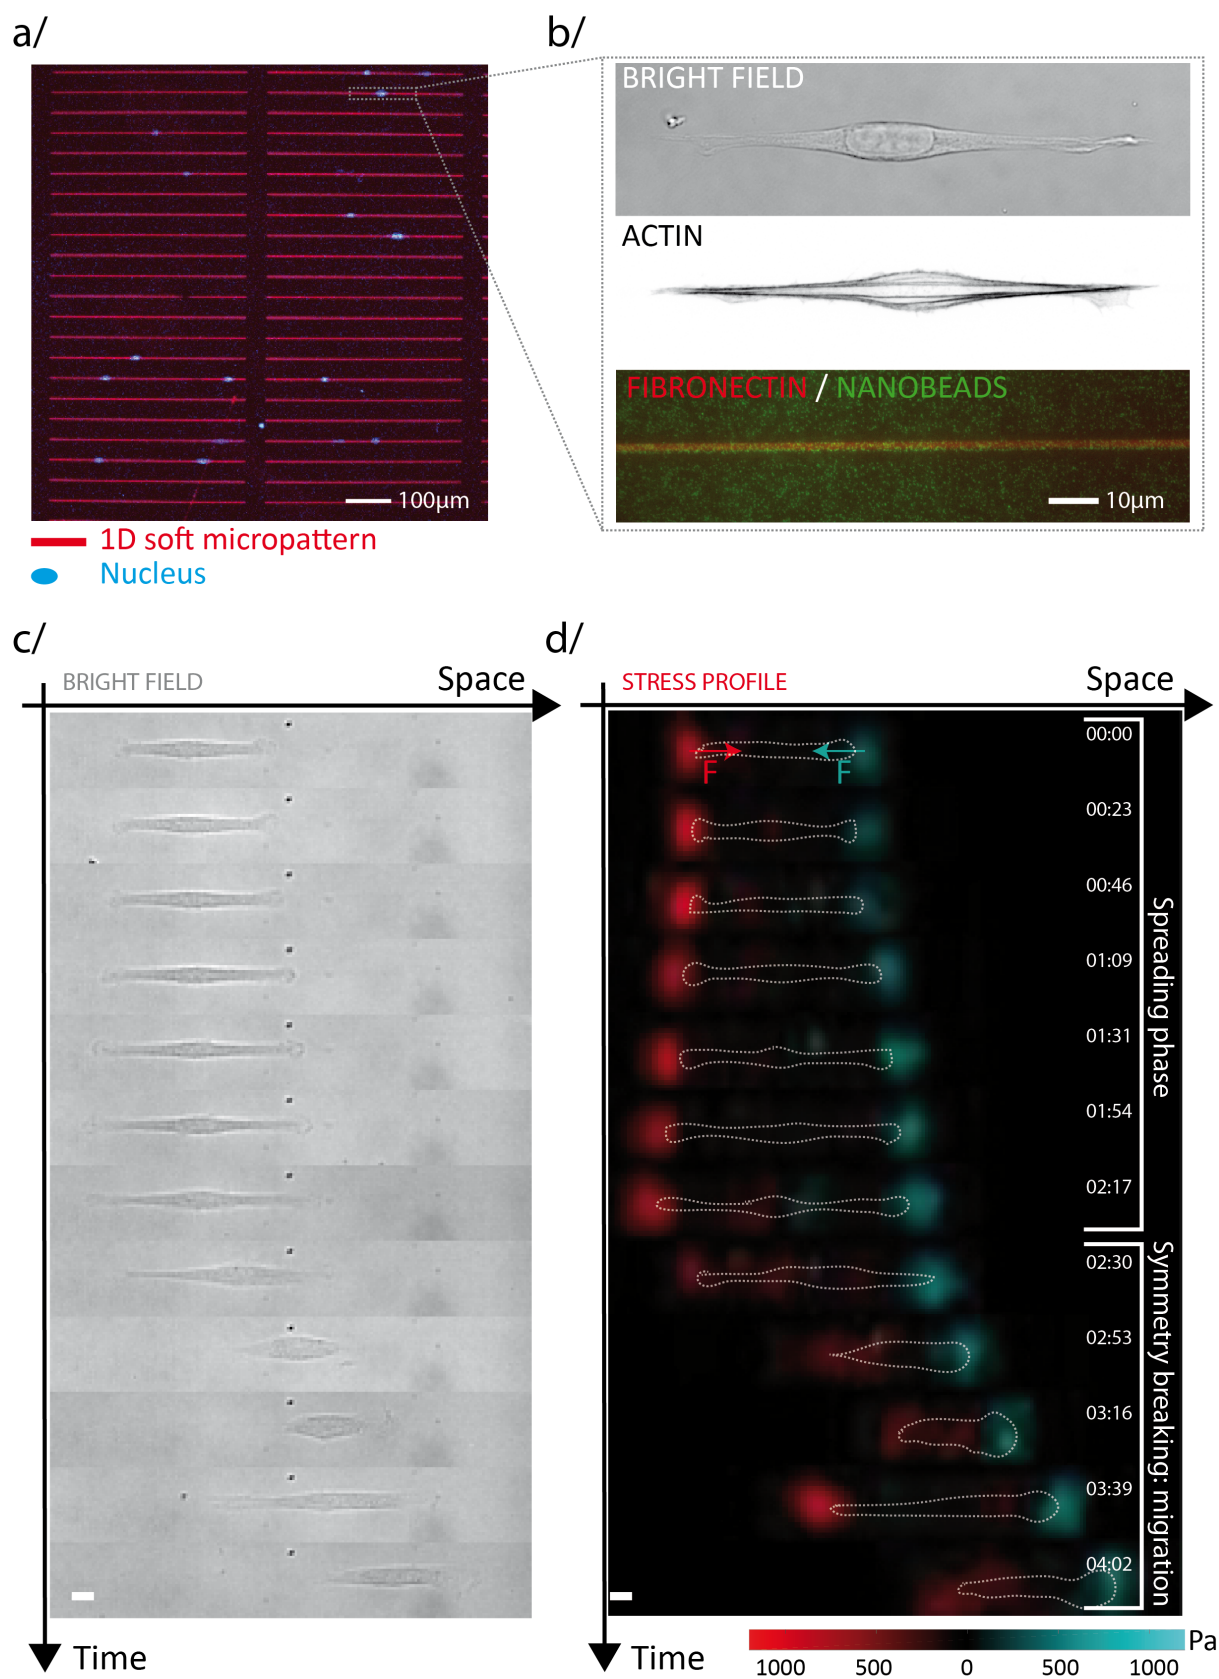 a/
b/
BRIGHT FIELD
ACTIN
FIBRONECTIN / NANOBEADS
100µm
10µm
1D soft micropattern
Nucleus
c/
d/
BRIGHT FIELD
Space
STRESS PROFILE
Space
F
F
00:00
00:23
00:46
01:09
01:31
01:54
02:17
Spreading phase
02:30
02:53
03:16
03:39
04:02
Symmetry breaking: migration
Time
Time
Pa
1000 500 0 500 1000